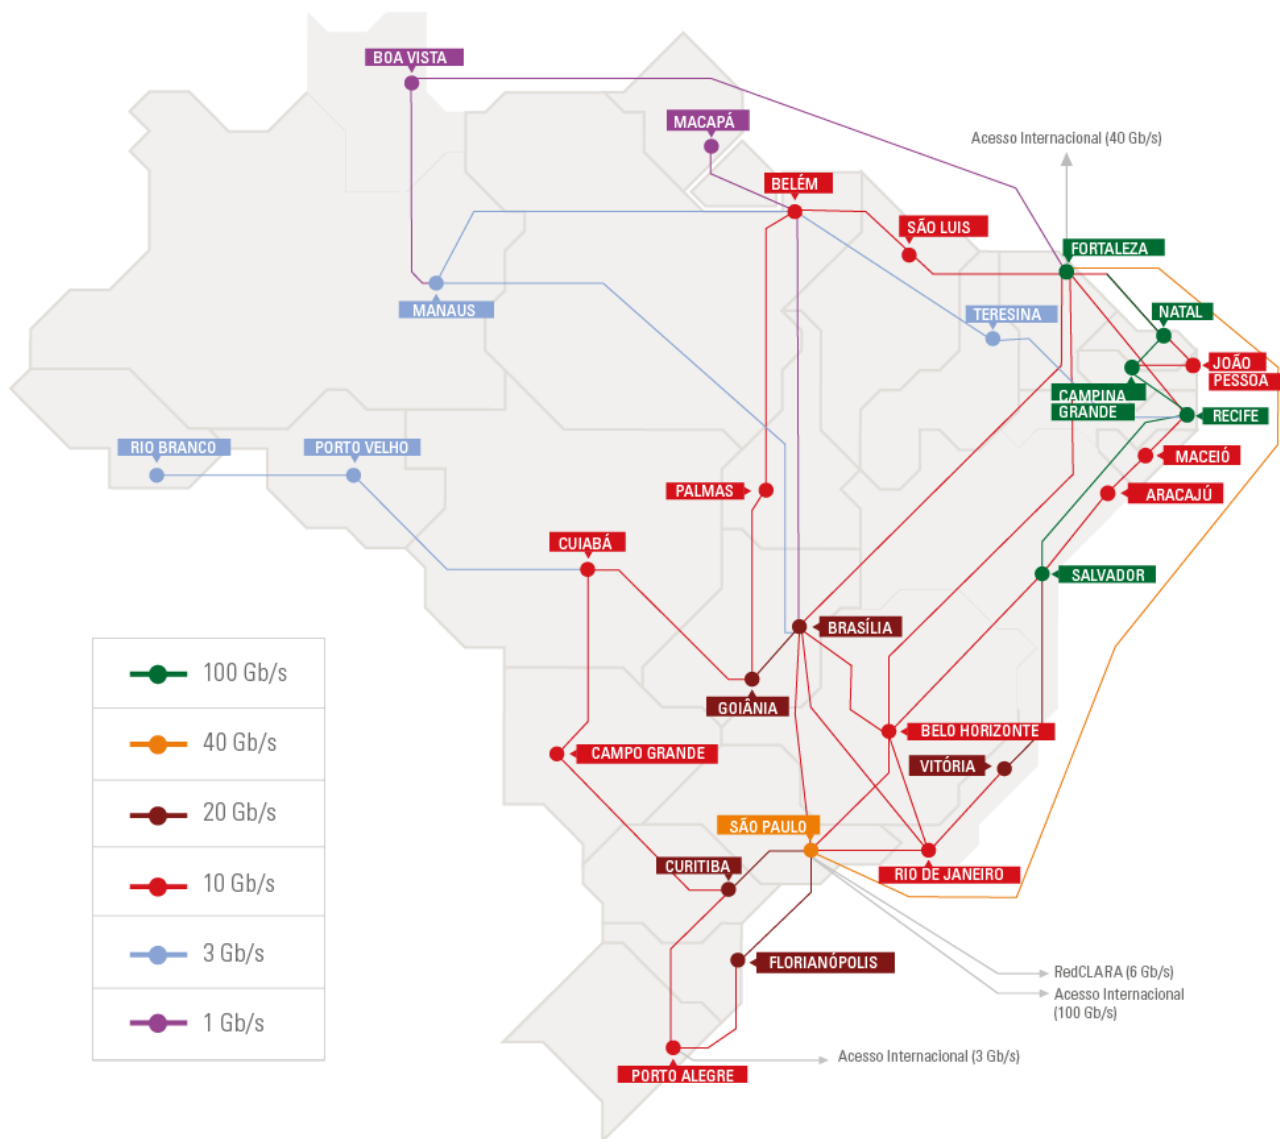 BOA VISTA
MACAPÁ
Acesso Internacional (40 Gb/s)
BELÉM
SÃO LUIS
FORTALEZA
MANAUS
TERESINA
NATAL
JOÃO
PESSOA
CAMPINA
GRANDE
RECIFE
RIO BRANCO
PORTO VELHO
MACEIÓ
PALMAS
ARACAJÚ
CUIABÁ
SALVADOR
BRASÍLIA
GOIÂNIA
BELO HORIZONTE
CAMPO GRANDE
VITÓRIA
SÃO PAULO
CURITIBA
RIO DE JANEIRO
FLORIANÓPOLIS
RedCLARA (6 Gb/s)
Acesso Internacional
(100 Gb/s)
Acesso Internacional (3 Gb/s)
PORTO ALEGRE
100 Gb/s
40 Gb/s
20 Gb/s
10 Gb/s
3 Gb/s
1 Gb/s